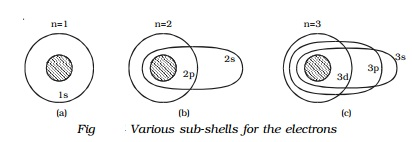 n=1 n=2 n=3
1s 2p 2s 3d 3p 3s
(a) (b) (c)
Fig . Various sub-shells for the electrons